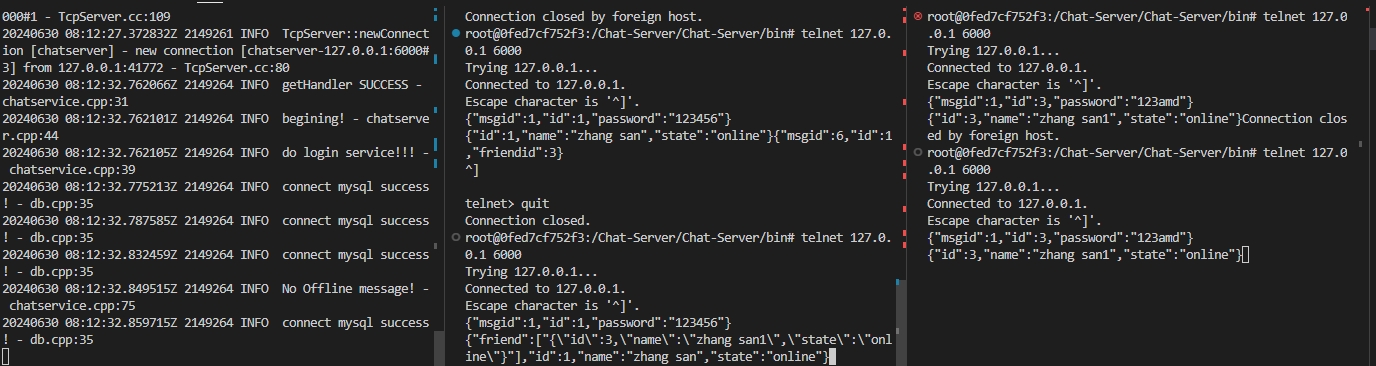 000#1 - TcpServer.cc:109
20240630 08:12:27.372832Z 2149261 INFO  TcpServer::newConnect
ion [chatserver] - new connection [chatserver-127.0.0.1:6000#
3] from 127.0.0.1:41772 - TcpServer.cc:80
20240630 08:12:32.762066Z 2149264 INFO  getHandler SUCCESS -
chatservice.cpp:31
20240630 08:12:32.762101Z 2149264 INFO  begining! - chatserve
r.cpp:44
20240630 08:12:32.762105Z 2149264 INFO  do login service!!! -
chatservice.cpp:39
20240630 08:12:32.775213Z 2149264 INFO  connect mysql success
! - db.cpp:35
20240630 08:12:32.787585Z 2149264 INFO  connect mysql success
! - db.cpp:35
20240630 08:12:32.832459Z 2149264 INFO  connect mysql success
! - db.cpp:35
20240630 08:12:32.849515Z 2149264 INFO  No Offline message! -
chatservice.cpp:75
20240630 08:12:32.859715Z 2149264 INFO  connect mysql success
! - db.cpp:35
Connection closed by foreign host.
root@0fed7cf752f3:/Chat-Server/Chat-Server/bin# telnet 127.0.
0.1 6000
Trying 127.0.0.1...
Connected to 127.0.0.1.
Escape character is '^]'.
{"msgid":1,"id":1,"password":"123456"}
{"id":1,"name":"zhang san","state":"online"}{"msgid":6,"id":1
,"friendid":3}
^]
telnet> quit
Connection closed.
root@0fed7cf752f3:/Chat-Server/Chat-Server/bin# telnet 127.0.
0.1 6000
Trying 127.0.0.1...
Connected to 127.0.0.1.
Escape character is '^]'.
{"msgid":1,"id":1,"password":"123456"}
{"friend":["{\"id\":3,\"name\":\"zhang san1\",\"state\":\"onl
ine\"}"],"id":1,"name":"zhang san","state":"online"}
root@0fed7cf752f3:/Chat-Server/Chat-Server/bin# telnet 127.0
.0.1 6000
Trying 127.0.0.1...
Connected to 127.0.0.1.
Escape character is '^]'.
{"msgid":1,"id":3,"password":"123amd"}
{"id":3,"name":"zhang san1","state":"online"}Connection clos
ed by foreign host.
root@0fed7cf752f3:/Chat-Server/Chat-Server/bin# telnet 127.0
.0.1 6000
Trying 127.0.0.1...
Connected to 127.0.0.1.
Escape character is '^]'.
{"msgid":1,"id":3,"password":"123amd"}
{"id":3,"name":"zhang san1","state":"online"}